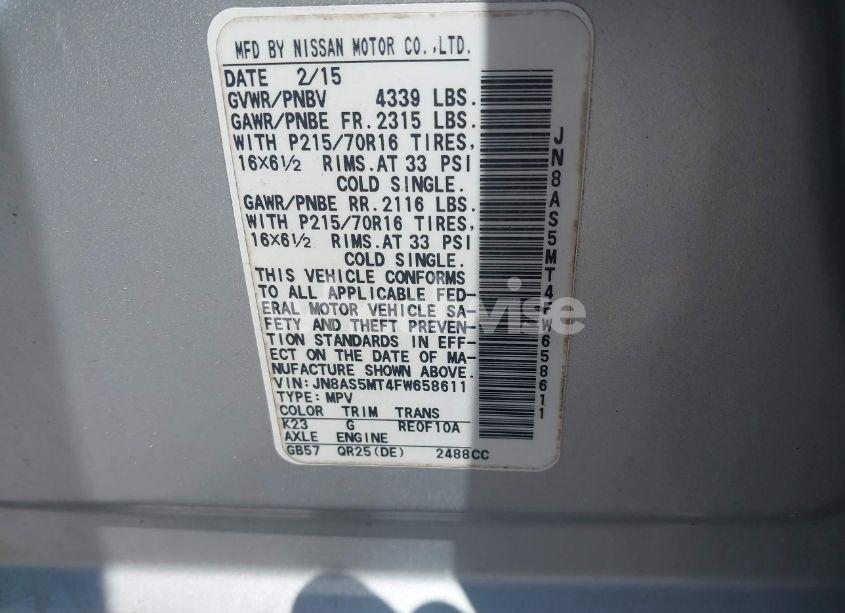 MFD BY NISSAN MOTOR CO.,LTD.
DATE 2/15
GVWR/PNBV 4339 LBS.
GAWR/PNBE FR. 2315 LBS.
WITH P215/70R16 TIRES,
16×6½ RIMS. AT 33 PSI
COLD SINGLE.
GAWR/PNBE RR. 2116 LBS.
WITH P215/70R16 TIRES,
16×6½ RIMS. AT 33 PSI
COLD SINGLE.
THIS VEHICLE CONFORMS
TO ALL APPLICABLE FED-
ERAL MOTOR VEHICLE SA-
FETY AND THEFT PREVEN-
TION STANDARDS IN EFF-
ECT ON THE DATE OF MA-
NUFACTURE SHOWN ABOVE.
VIN:JN8AS5MT4FW658611
TYPE:MPV
COLOR TRIM TRANS
K23 G RE0F10A
AXLE ENGINE
GB57 QR25(DE) 2488CC
JN8AS5MT4FW658611